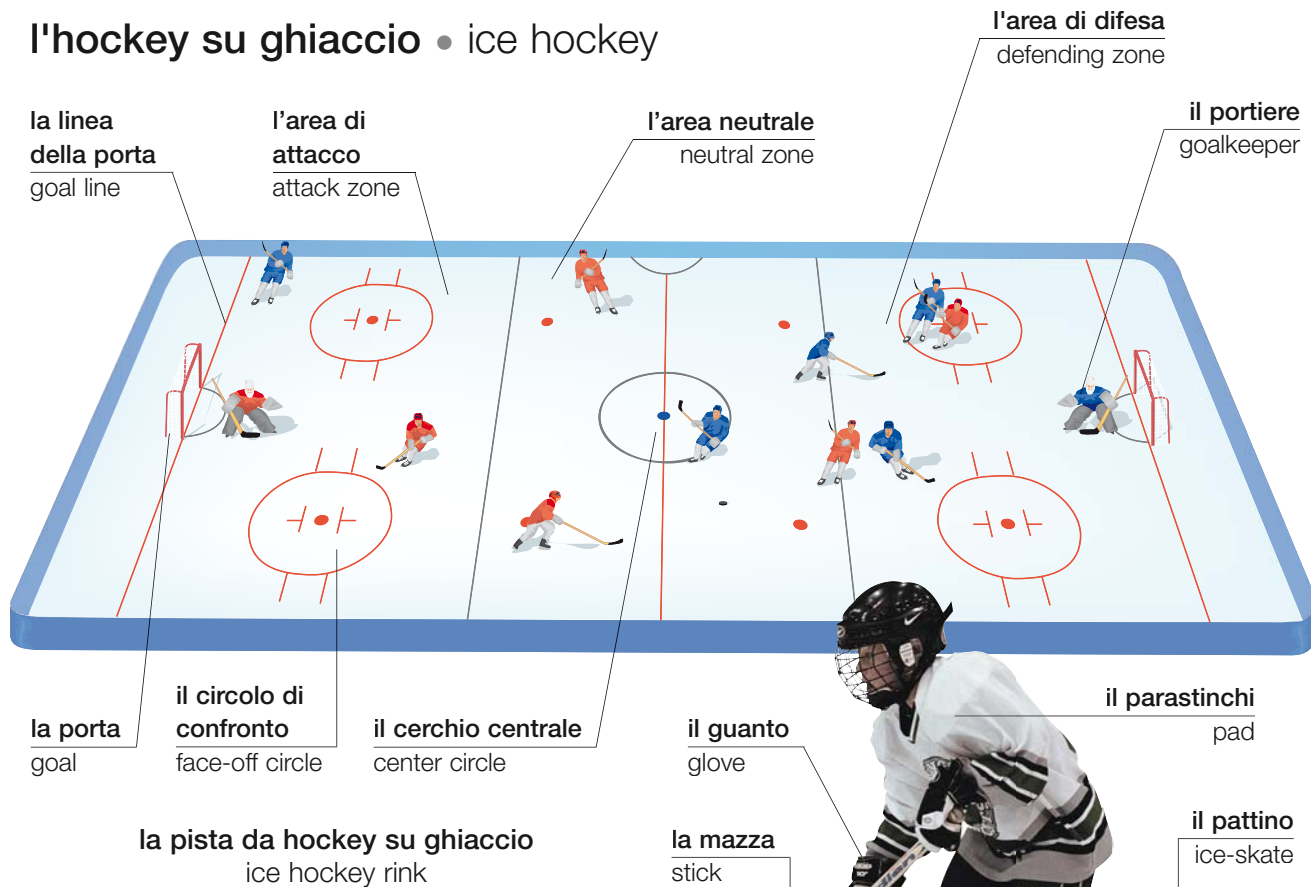 l'hockey su ghiaccio • ice hockey
l'area di difesa
defending zone
la linea
della porta
goal line
l’area di
attacco
attack zone
l’area neutrale
neutral zone
il portiere
goalkeeper
la porta
goal
il circolo di
confronto
face-off circle
il cerchio centrale
center circle
il guanto
glove
il parastinchi
pad
la pista da hockey su ghiaccio
ice hockey rink
la mazza
stick
il pattino
ice-skate